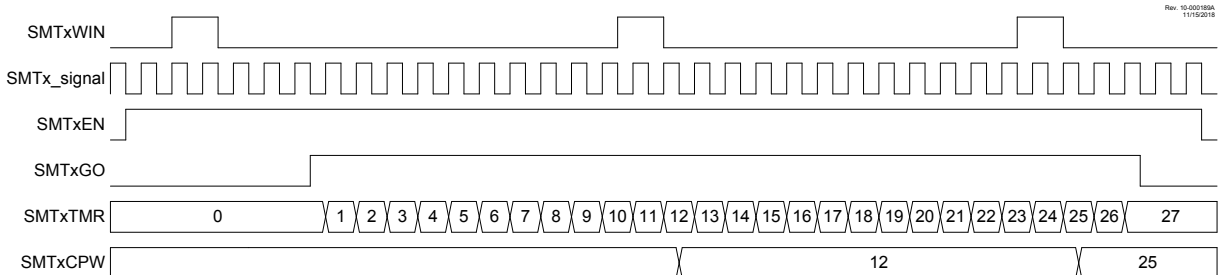 Rev. 10-000189A
11/15/2018
SMTxWIN
SMTx_signal
SMTxEN
SMTxGO
SMTxTMR 0 1 2 3 4 5 6 7 8 9 10 11 12 13 14 15 16 17 18 19 20 21 22 23 24 25 26 27
SMTxCPW 12 25